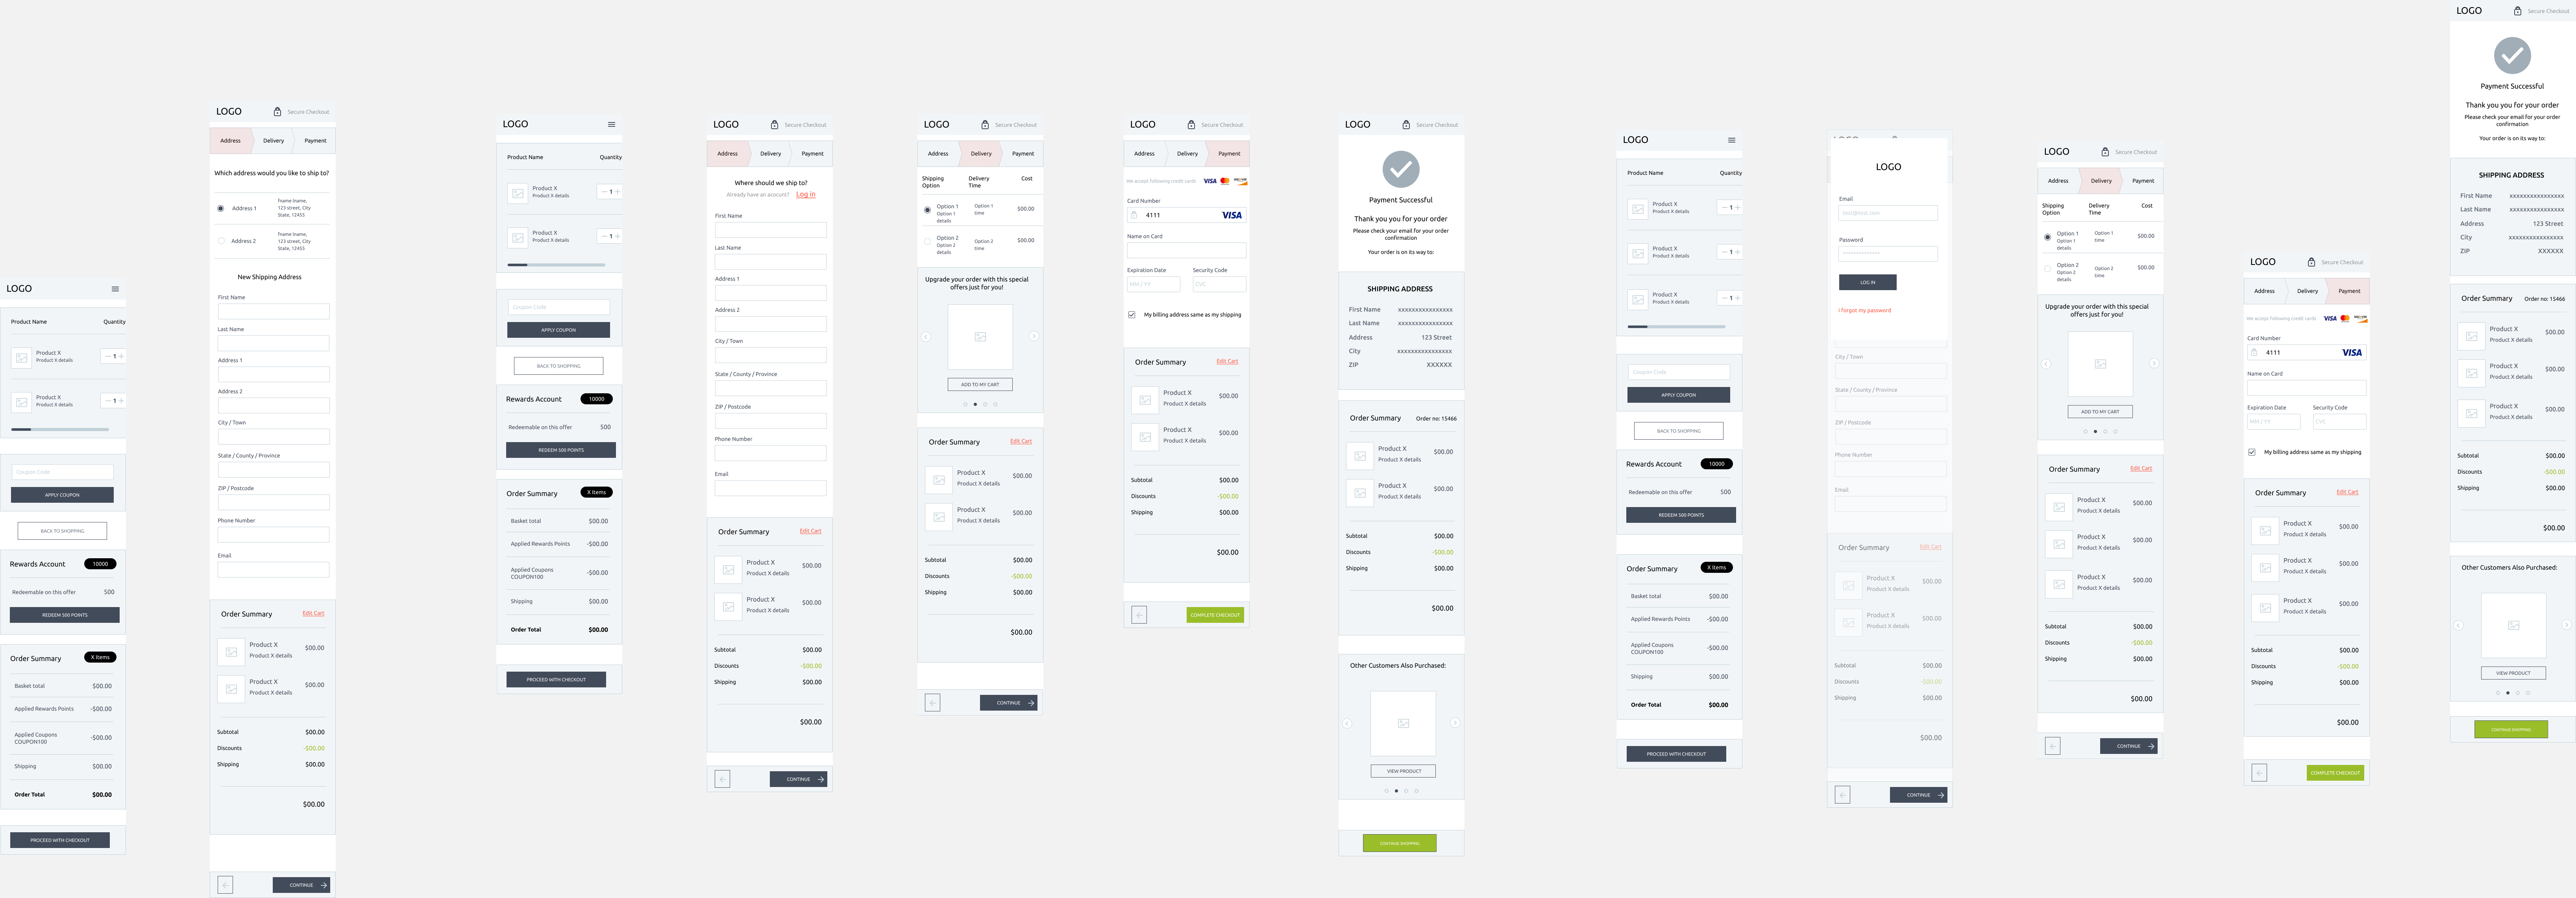 LOGO
Product Name Quantity
Product X
Product X details
1
Product X
Product X details
1
Coupon Code
APPLY COUPON
BACK TO SHOPPING
Rewards Account 10000
Redeemable on this offer 500
REDEEM 500 POINTS
Order Summary X Items
Basket total $00.00
Applied Rewards Points -$00.00
Applied Coupons
COUPON100 -$00.00
Shipping $00.00
Order Total $00.00
PROCEED WITH CHECKOUT
LOGO Secure Checkout
Address Delivery Payment
Which address would you like to ship to?
Address 1
fname lname,
123 street, City
State, 12455
Address 2
fname lname,
123 street, City
State, 12455
New Shipping Address
First Name
Last Name
Address 1
Address 2
City / Town
State / County / Province
ZIP / Postcode
Phone Number
Email
Order Summary Edit Cart
Product X $00.00
Product X details
Product X $00.00
Product X details
Subtotal $00.00
Discounts -$00.00
Shipping $00.00
$00.00
CONTINUE
LOGO
Product Name Quantity
Product X
Product X details
1
Product X
Product X details
1
Coupon Code
APPLY COUPON
BACK TO SHOPPING
Rewards Account 10000
Redeemable on this offer 500
REDEEM 500 POINTS
Order Summary X Items
Basket total $00.00
Applied Rewards Points -$00.00
Applied Coupons
COUPON100 -$00.00
Shipping $00.00
Order Total $00.00
PROCEED WITH CHECKOUT
LOGO Secure Checkout
Address Delivery Payment
Where should we ship to?
Already have an acoount? Log in
First Name
Last Name
Address 1
Address 2
City / Town
State / County / Province
ZIP / Postcode
Phone Number
Email
Order Summary Edit Cart
Product X $00.00
Product X details
Product X $00.00
Product X details
Subtotal $00.00
Discounts -$00.00
Shipping $00.00
$00.00
CONTINUE
LOGO Secure Checkout
Address Delivery Payment
Shipping Option Delivery Time Cost
Option 1
Option 1 details
Option 1 time
$00.00
Option 2
Option 2 details
Option 2 time
$00.00
Upgrade your order with this special
offers just for you!
ADD TO MY CART
Order Summary Edit Cart
Product X $00.00
Product X details
Product X $00.00
Product X details
Subtotal $00.00
Discounts -$00.00
Shipping $00.00
$00.00
CONTINUE
LOGO Secure Checkout
Address Delivery Payment
We accept following credit cards VISA
Card Number
4111 VISA
Name on Card
Expiration Date Security Code
MM / YY CVC
My billing address same as my shipping
Order Summary Edit Cart
Product X $00.00
Product X details
Product X $00.00
Product X details
Subtotal $00.00
Discounts -$00.00
Shipping $00.00
$00.00
COMPLETE CHECKOUT
LOGO Secure Checkout
Payment Successful
Thank you you for your order
Please check your email for your order
confirmation
Your order is on its way to:
SHIPPING ADDRESS
First Name xxxxxxxxxxxxxxxx
Last Name xxxxxxxxxxxxxxxx
Address 123 Street
City xxxxxxxxxxxxxxxx
ZIP XXXXXX
Order Summary Order no: 15466
Product X $00.00
Product X details
Product X $00.00
Product X details
Subtotal $00.00
Discounts -$00.00
Shipping $00.00
$00.00
Other Customers Also Purchased:
VIEW PRODUCT
CONTINUE SHOPPING
LOGO
Product Name Quantity
Product X
Product X details
1
Product X
Product X details
1
Product X
Product X details
1
Coupon Code
APPLY COUPON
BACK TO SHOPPING
Rewards Account 10000
Redeemable on this offer 500
REDEEM 500 POINTS
Order Summary X Items
Basket total $00.00
Applied Rewards Points -$00.00
Applied Coupons
COUPON100 -$00.00
Shipping $00.00
Order Total $00.00
PROCEED WITH CHECKOUT
LOGO
Email
test@test.com
Password
LOG IN
I forgot my password
City / Town
State / County / Province
ZIP / Postcode
Phone Number
Email
Order Summary Edit Cart
Product X $00.00
Product X details
Product X $00.00
Product X details
Subtotal $00.00
Discounts -$00.00
Shipping $00.00
$00.00
CONTINUE
LOGO Secure Checkout
Address Delivery Payment
Shipping Option Delivery Time Cost
Option 1
Option 1 details
Option 1 time
$00.00
Option 2
Option 2 details
Option 2 time
$00.00
Upgrade your order with this special
offers just for you!
ADD TO MY CART
Order Summary Edit Cart
Product X $00.00
Product X details
Product X $00.00
Product X details
Product X $00.00
Product X details
Subtotal $00.00
Discounts -$00.00
Shipping $00.00
$00.00
CONTINUE
LOGO Secure Checkout
Address Delivery Payment
We accept following credit cards VISA
Card Number
4111 VISA
Name on Card
Expiration Date Security Code
MM / YY CVC
My billing address same as my shipping
Order Summary Edit Cart
Product X $00.00
Product X details
Product X $00.00
Product X details
Product X $00.00
Product X details
Subtotal $00.00
Discounts -$00.00
Shipping $00.00
$00.00
COMPLETE CHECKOUT
LOGO Secure Checkout
Payment Successful
Thank you you for your order
Please check your email for your order
confirmation
Your order is on its way to:
SHIPPING ADDRESS
First Name xxxxxxxxxxxxxxxx
Last Name xxxxxxxxxxxxxxxx
Address 123 Street
City xxxxxxxxxxxxxxxx
ZIP XXXXXX
Order Summary Order no: 15466
Product X $00.00
Product X details
Product X $00.00
Product X details
Product X $00.00
Product X details
Subtotal $00.00
Discounts -$00.00
Shipping $00.00
$00.00
Other Customers Also Purchased:
VIEW PRODUCT
CONTINUE SHOPPING